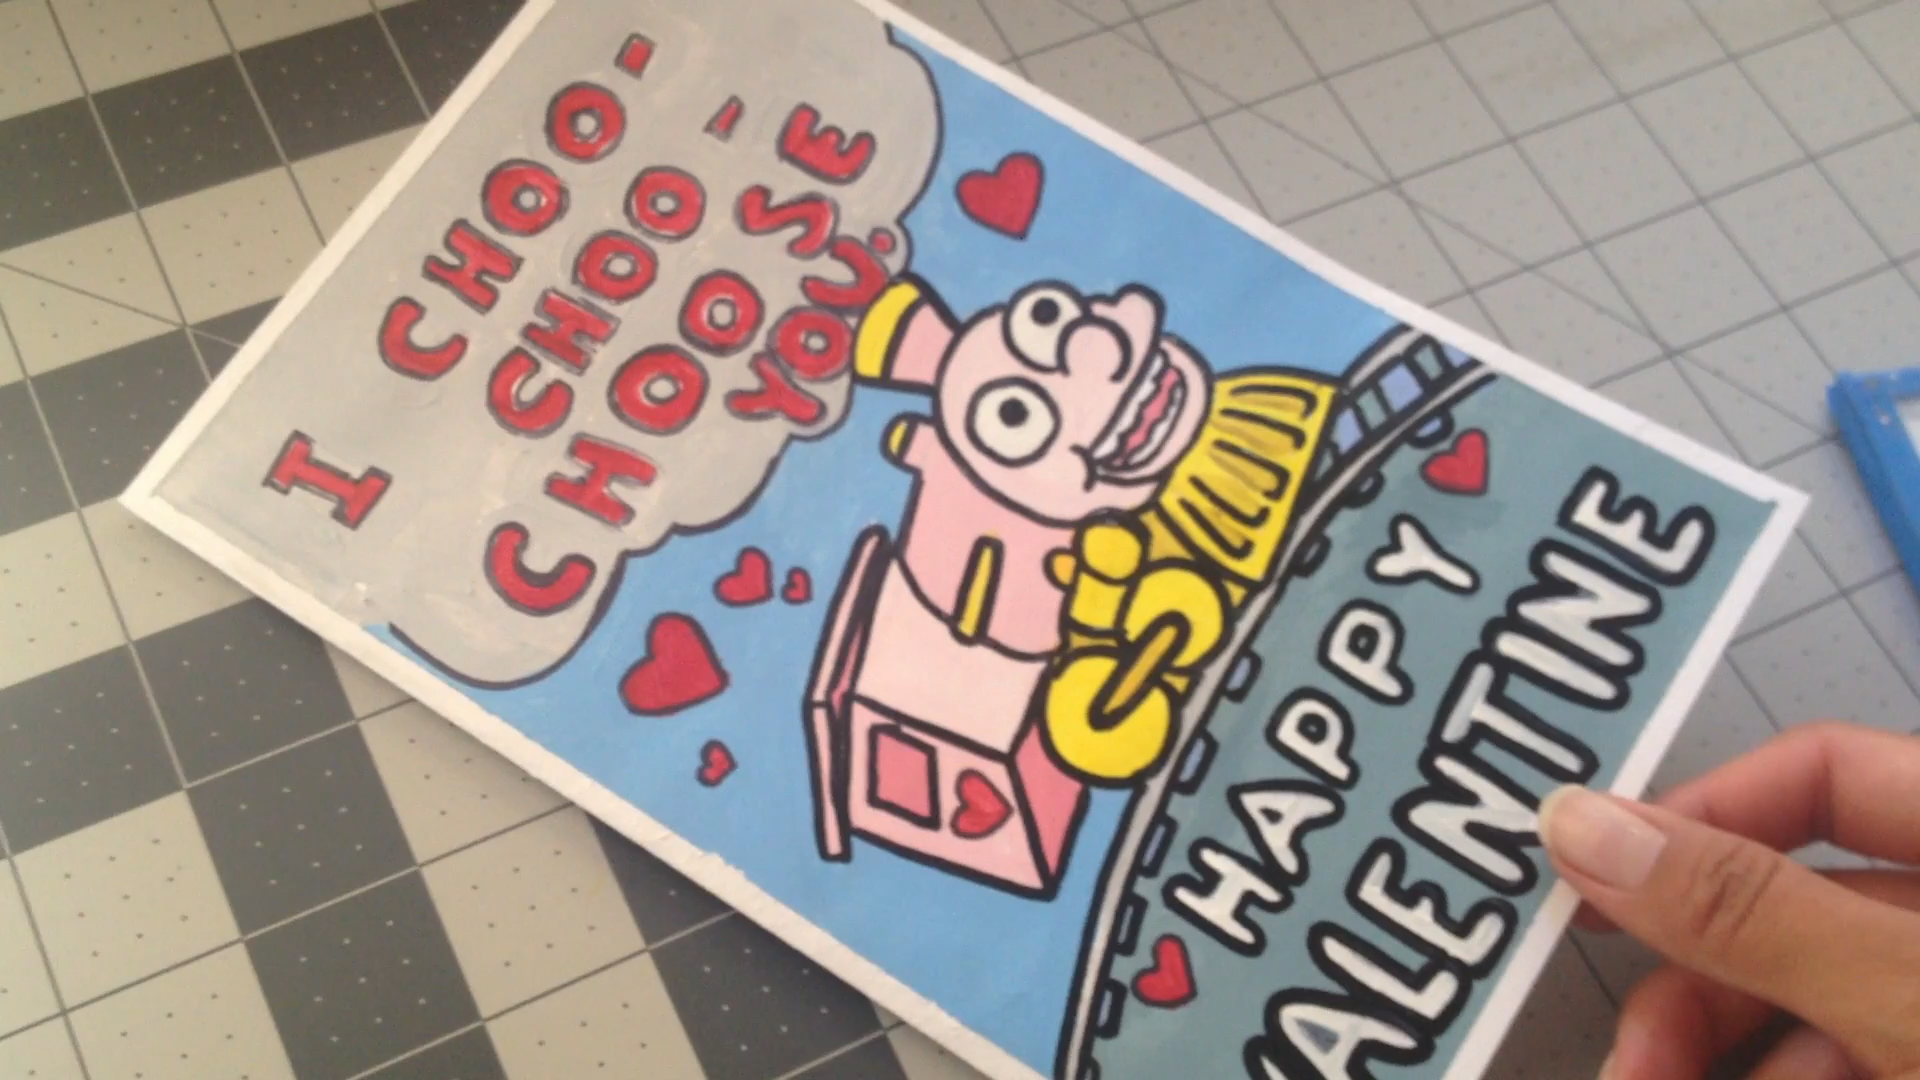 I CHOO-
CHOO-
CHOOSE
YOU.
HAPPY
VALENTINE